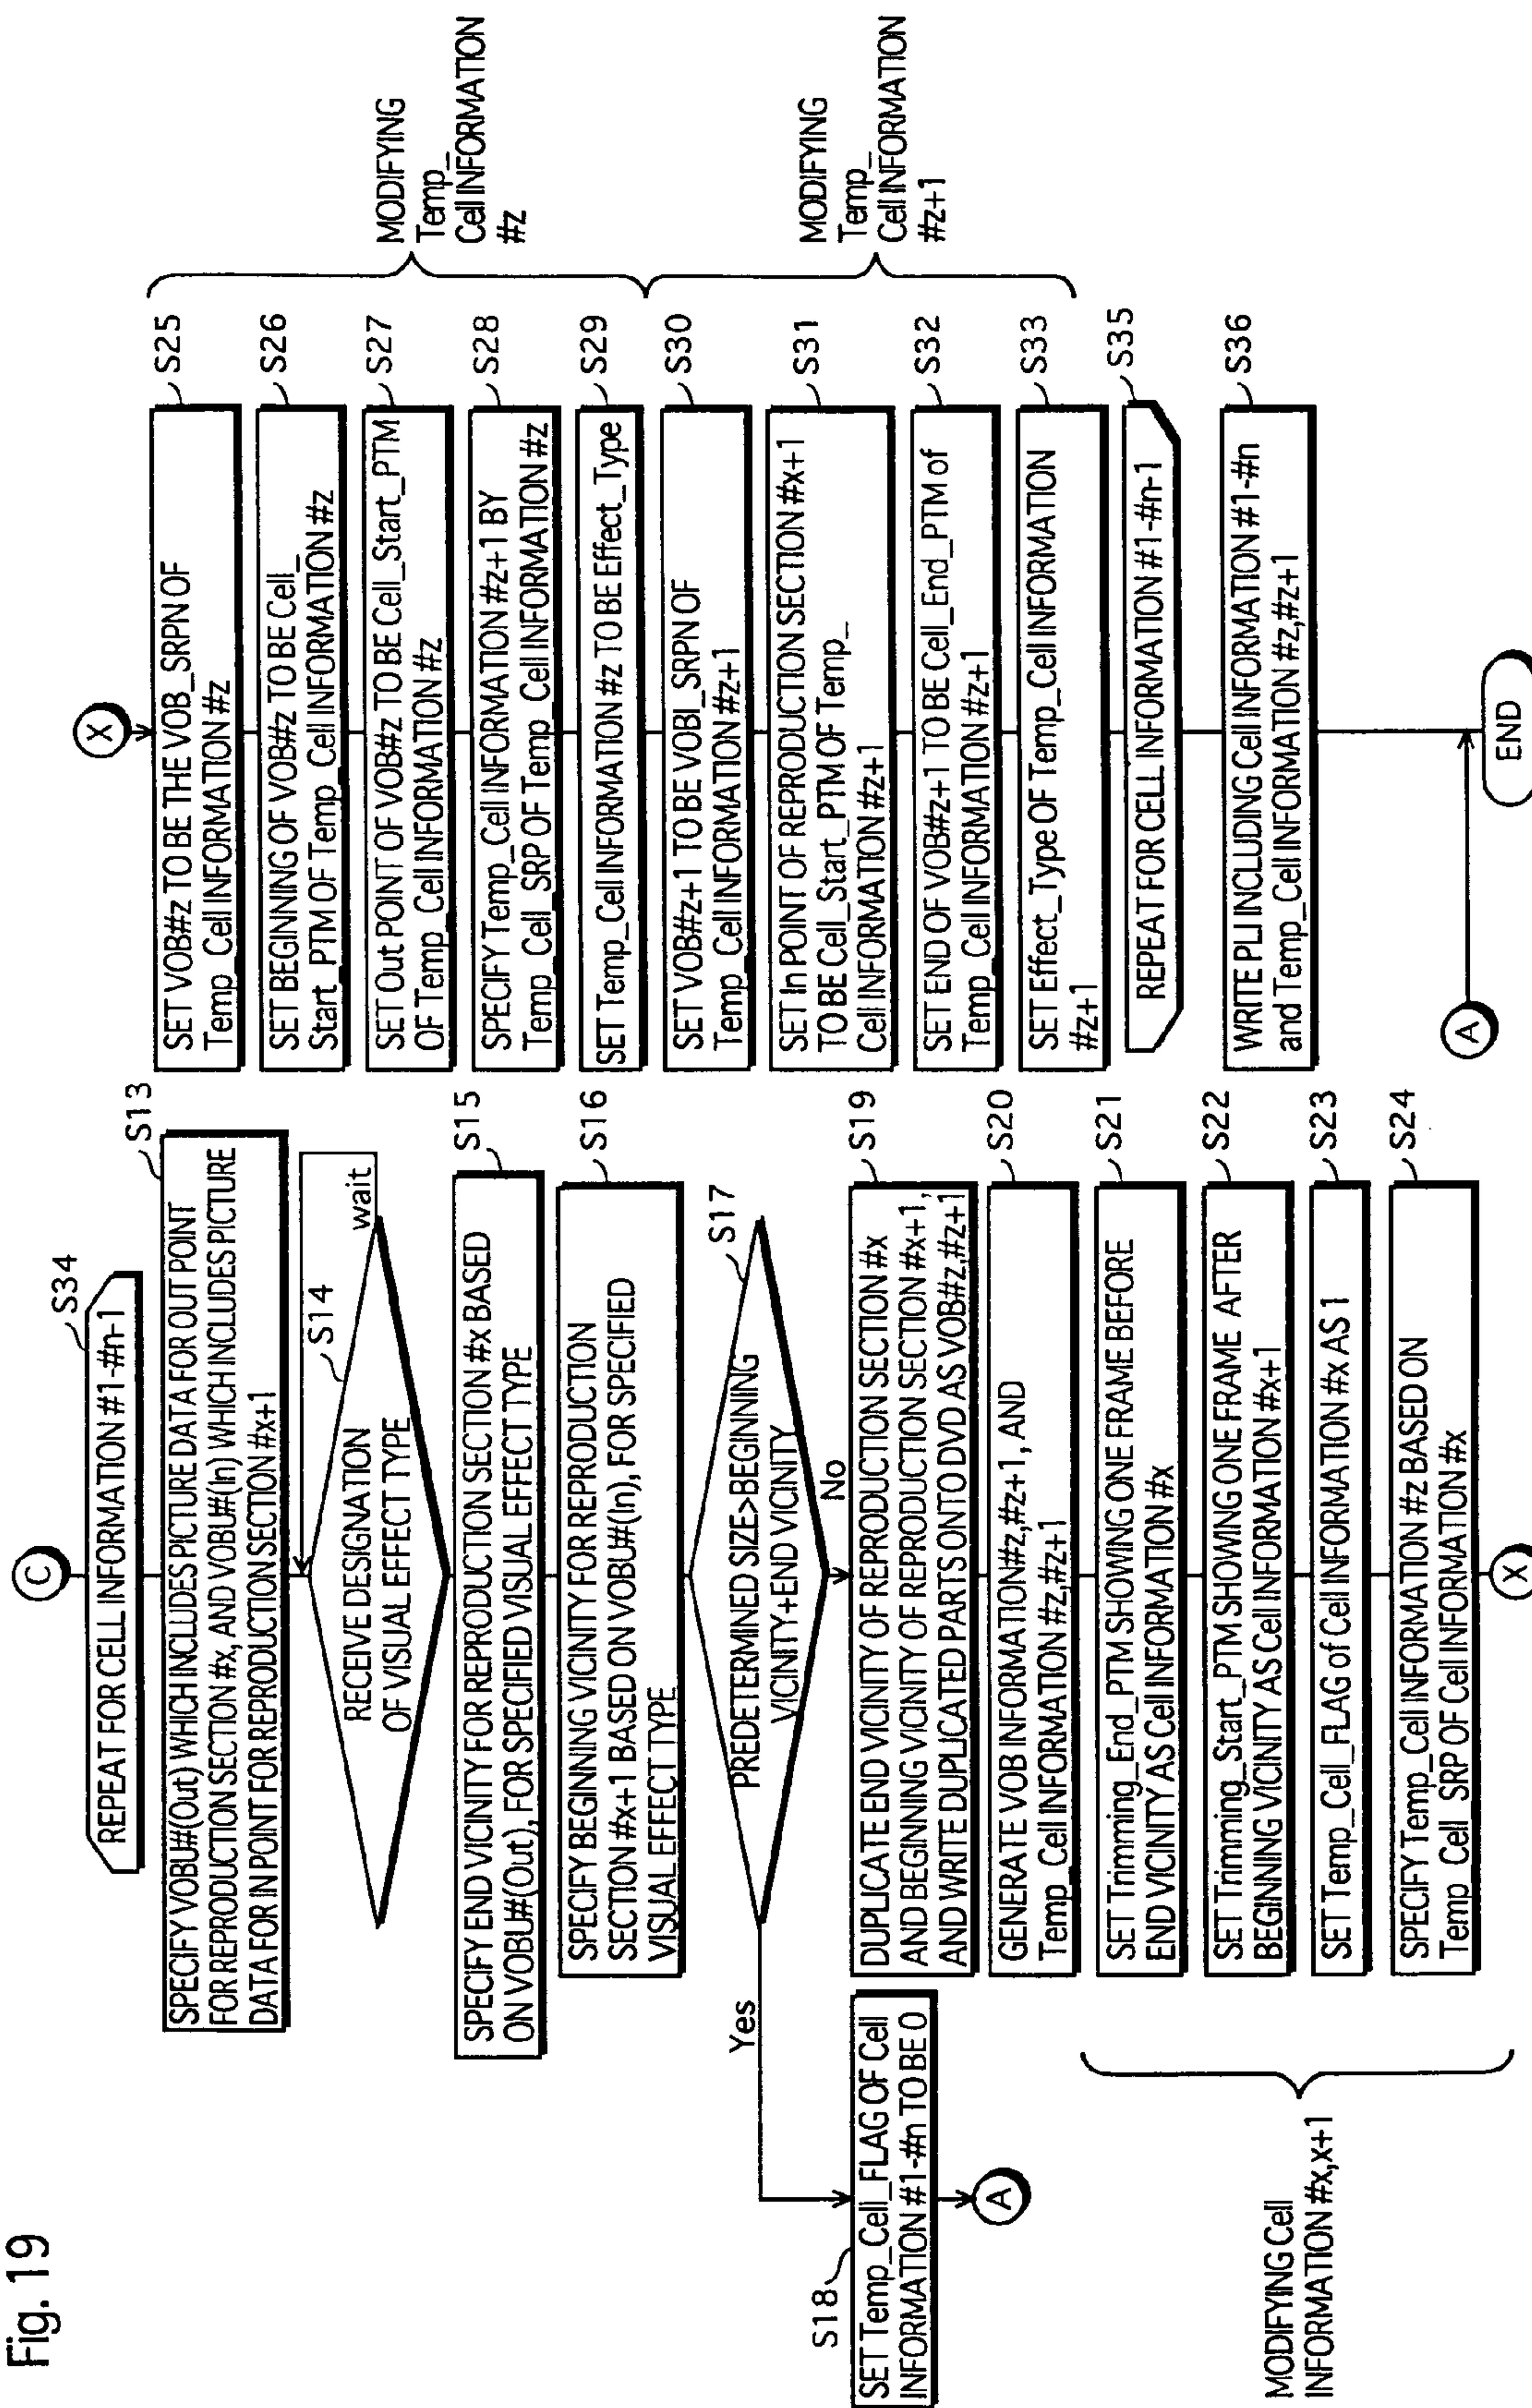 Fig. 19
C
S34
REPEAT FOR CELL INFORMATION #1-#n-1
S13
SPECIFY VOBU#(Out) WHICH INCLUDES PICTURE DATA FOR OUT POINT
FOR REPRODUCTION SECTION #x, AND VOBU#(In) WHICH INCLUDES PICTURE
DATA FOR IN POINT FOR REPRODUCTION SECTION #x+1
S14
wait
RECEIVE DESIGNATION
OF VISUAL EFFECT TYPE
S15
SPECIFY END VICINITY FOR REPRODUCTION SECTION #x BASED
ON VOBU#(Out), FOR SPECIFIED VISUAL EFFECT TYPE
S16
SPECIFY BEGINNING VICINITY FOR REPRODUCTION
SECTION #x+1 BASED ON VOBU#(In), FOR SPECIFIED
VISUAL EFFECT TYPE
S17
PREDETERMINED SIZE>BEGINNING
VICINITY+END VICINITY
Yes
No
S18
SET Temp_Cell_FLAG OF Cell
INFORMATION #1-#n TO BE 0
A
S19
DUPLICATE END VICINITY OF REPRODUCTION SECTION #x
AND BEGINNING VICINITY OF REPRODUCTION SECTION #x+1,
AND WRITE DUPLICATED PARTS ONTO DVD AS VOB#z,#z+1
S20
GENERATE VOB INFORMATION#z,#z+1, AND
Temp_Cell INFORMATION #z,#z+1
S21
SET Trimming_End_PTM SHOWING ONE FRAME BEFORE
END VICINITY AS Cell INFORMATION #x
S22
SET Trimming_Start_PTM SHOWING ONE FRAME AFTER
BEGINNING VICINITY AS Cell INFORMATION #x+1
S23
SET Temp_Cell_FLAG of Cell INFORMATION #x AS 1
S24
SPECIFY Temp_Cell INFORMATION #z BASED ON
Temp_Cell_SRP OF Cell INFORMATION #x
X
MODIFYING Cell
INFORMATION #x,x+1
X
S25
SET VOB#z TO BE THE VOB_SRPN OF
Temp_Cell INFORMATION #z
S26
SET BEGINNING OF VOB#z TO BE Cell_
Start_PTM OF Temp_Cell INFORMATION #z
S27
SET Out POINT OF VOB#z TO BE Cell_Start_PTM
OF Temp_Cell INFORMATION #z
S28
SPECIFY Temp_Cell INFORMATION #z+1 BY
Temp_Cell_SRP OF Temp_Cell INFORMATION #z
S29
SET Temp_Cell INFORMATION #z TO BE Effect_Type
MODIFYING
Temp_
Cell INFORMATION
#z
S30
SET VOB#z+1 TO BE VOBI_SRPN OF
Temp_Cell INFORMATION #z+1
S31
SET In POINT OF REPRODUCTION SECTION #x+1
TO BE Cell_Start_PTM OF Temp_
Cell INFORMATION #z+1
S32
SET END OF VOB#z+1 TO BE Cell_End_PTM of
Temp_Cell INFORMATION #z+1
S33
SET Effect_Type OF Temp_Cell INFORMATION
#z+1
MODIFYING
Temp_
Cell INFORMATION
#z+1
S35
REPEAT FOR CELL INFORMATION #1-#n-1
S36
WRITE PLI INCLUDING Cell INFORMATION #1-#n
and Temp_Cell INFORMATION #z,#z+1
A
END